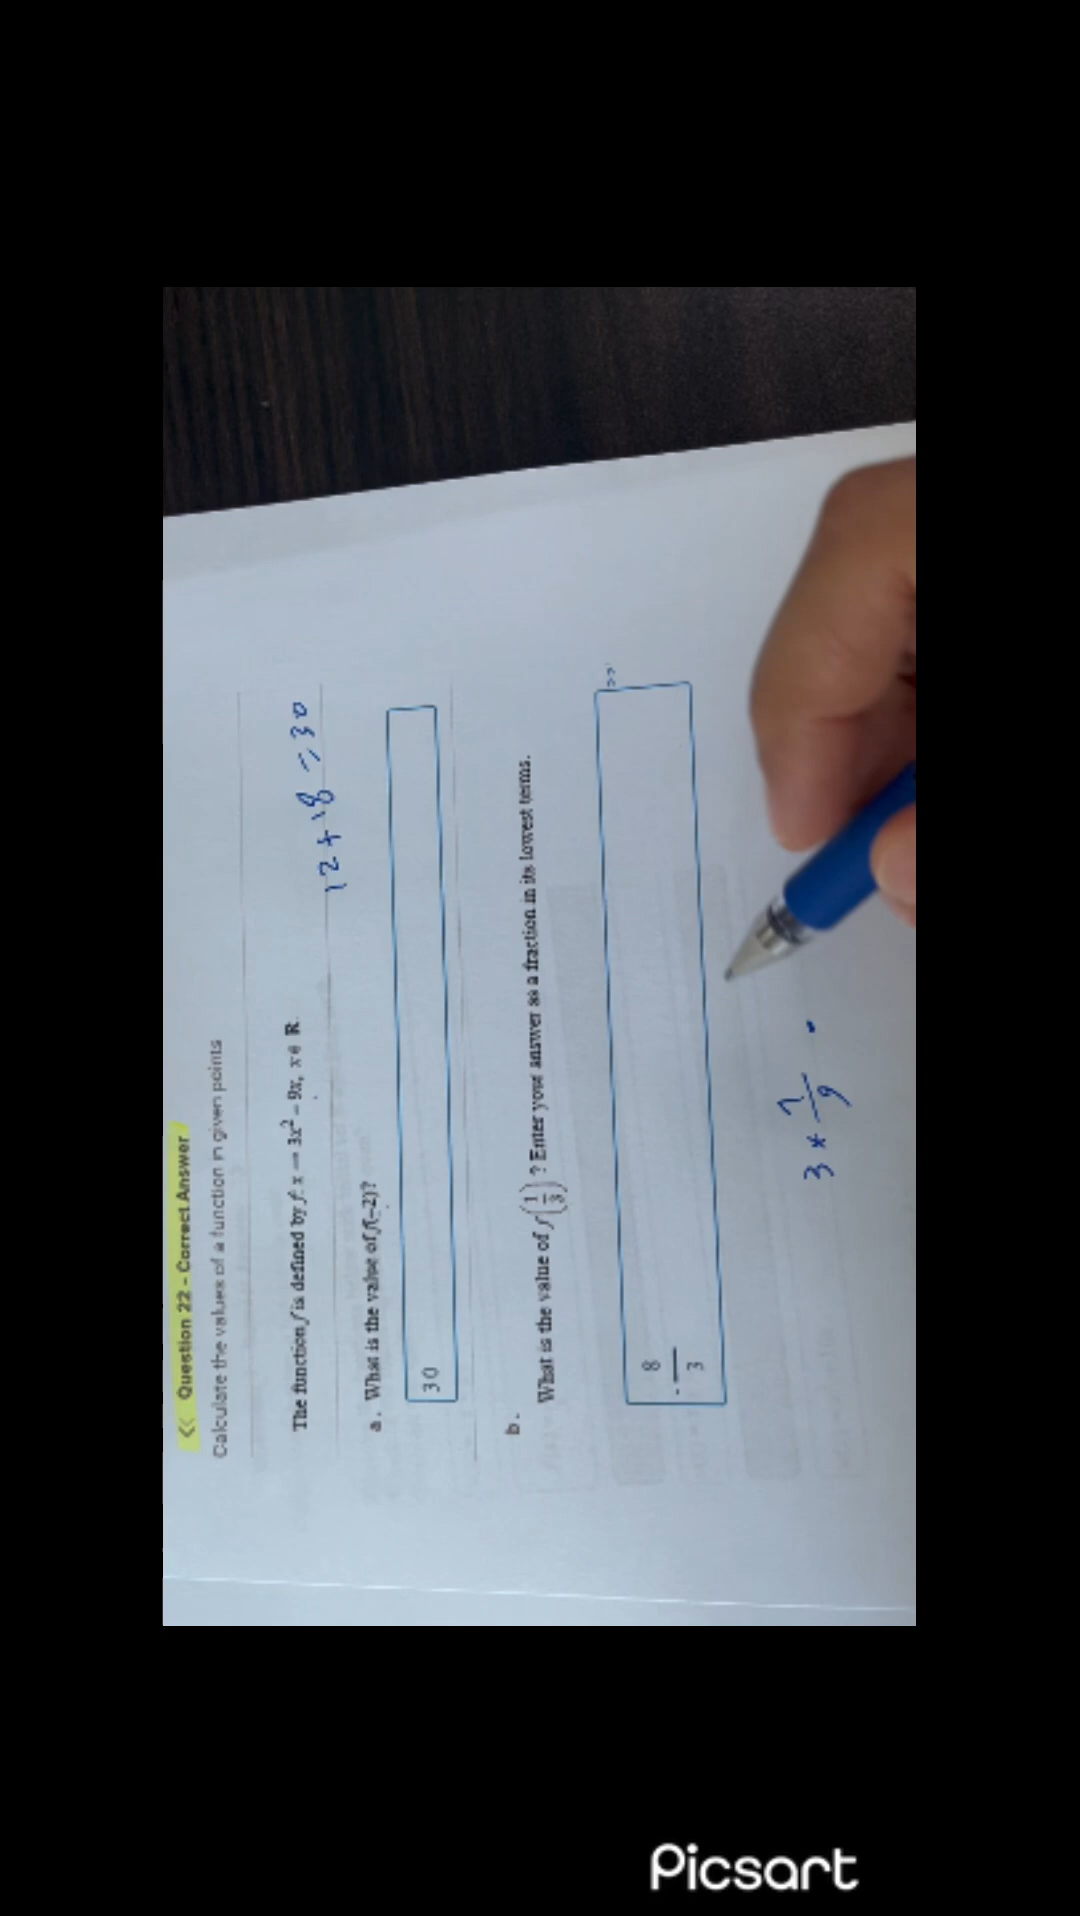 << Question 22 - Correct Answer
Calculate the values of a function in given points
The function f is defined by f: x → 3x² – 9x, x ∈ R.
12 + 18 = 30
a. What is the value of f(–2)?
30
b.
What is the value of f(1/3)? Enter your answer as a fraction in its lowest terms.
- 8/3
3 * 1/9
Picsart